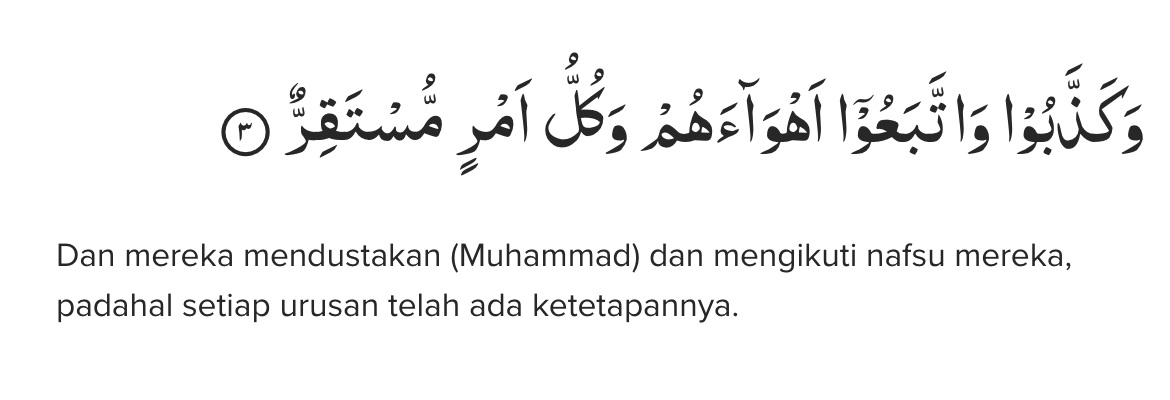 وَكَذَّبُوْا وَاتَّبَعُوْٓا اَهْوَاۤءَهُمْ وَكُلُّ اَمْرٍ مُّسْتَقِرٌّ ٣
Dan mereka mendustakan (Muhammad) dan mengikuti nafsu mereka,
padahal setiap urusan telah ada ketetapannya.